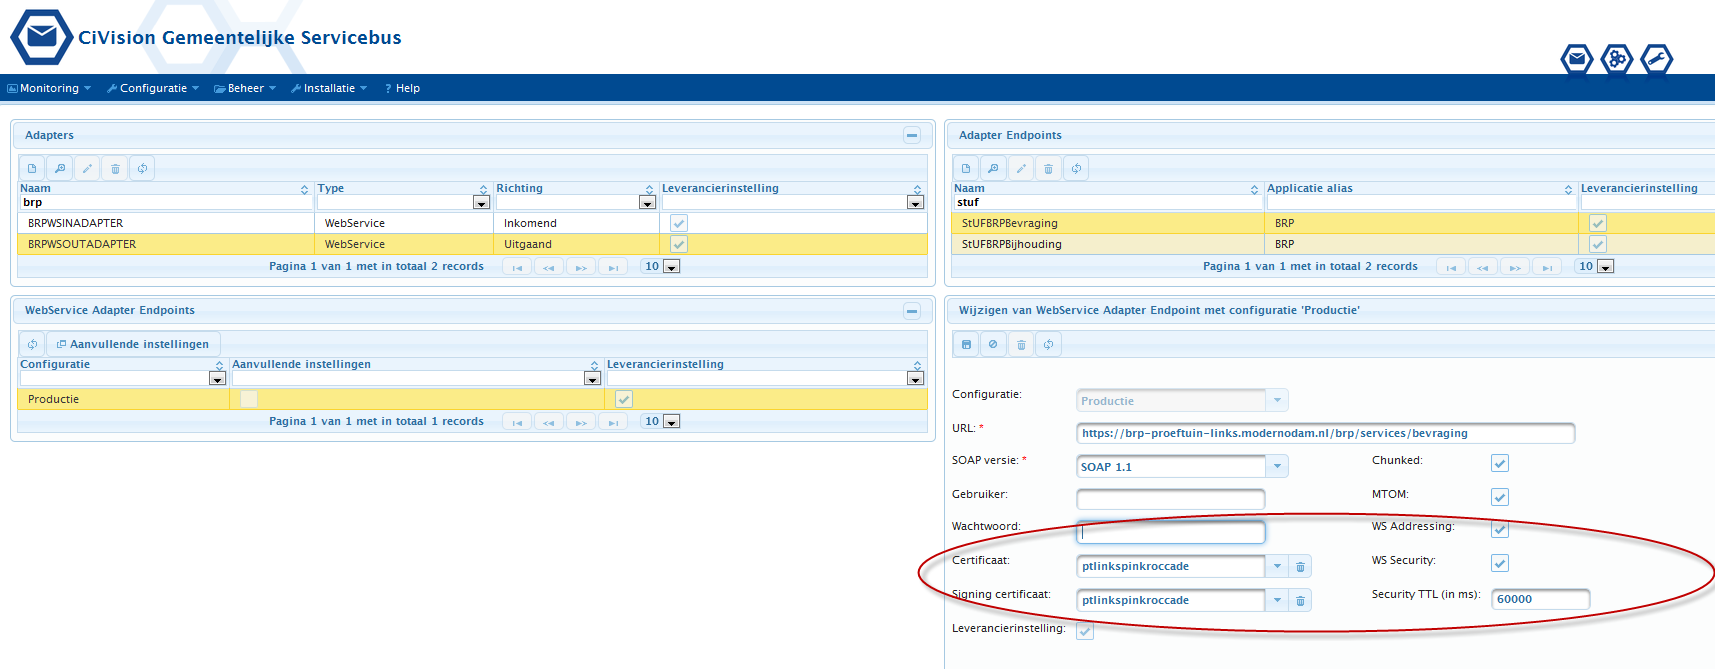 CiVision Gemeentelijke Servicebus
Monitoring Configuratie Beheer Installatie ? Help
Adapters
Naam Type Richting Leverancierinstelling
brp
BRPWSINADAPTER WebService Inkomend
BRPWSOUTADAPTER WebService Uitgaand
Pagina 1 van 1 met in totaal 2 records 10
Adapter Endpoints
Naam Applicatie alias Leverancierinstelling
stuf
StUFBRPBevraging BRP
StUFBRPBijhouding BRP
Pagina 1 van 1 met in totaal 2 records 10
WebService Adapter Endpoints
Aanvullende instellingen
Configuratie Aanvullende instellingen Leverancierinstelling
Productie
Pagina 1 van 1 met in totaal 1 records 10
Wijzigen van WebService Adapter Endpoint met configuratie 'Productie'
Configuratie: Productie
URL: * https://brp-proeftuin-links.modernodam.nl/brp/services/bevraging
SOAP versie: * SOAP 1.1 Chunked:
Gebruiker: MTOM:
Wachtwoord: WS Addressing:
Certificaat: ptlinkspinkroccade WS Security:
Signing certificaat: ptlinkspinkroccade Security TTL (in ms): 60000
Leverancierinstelling: